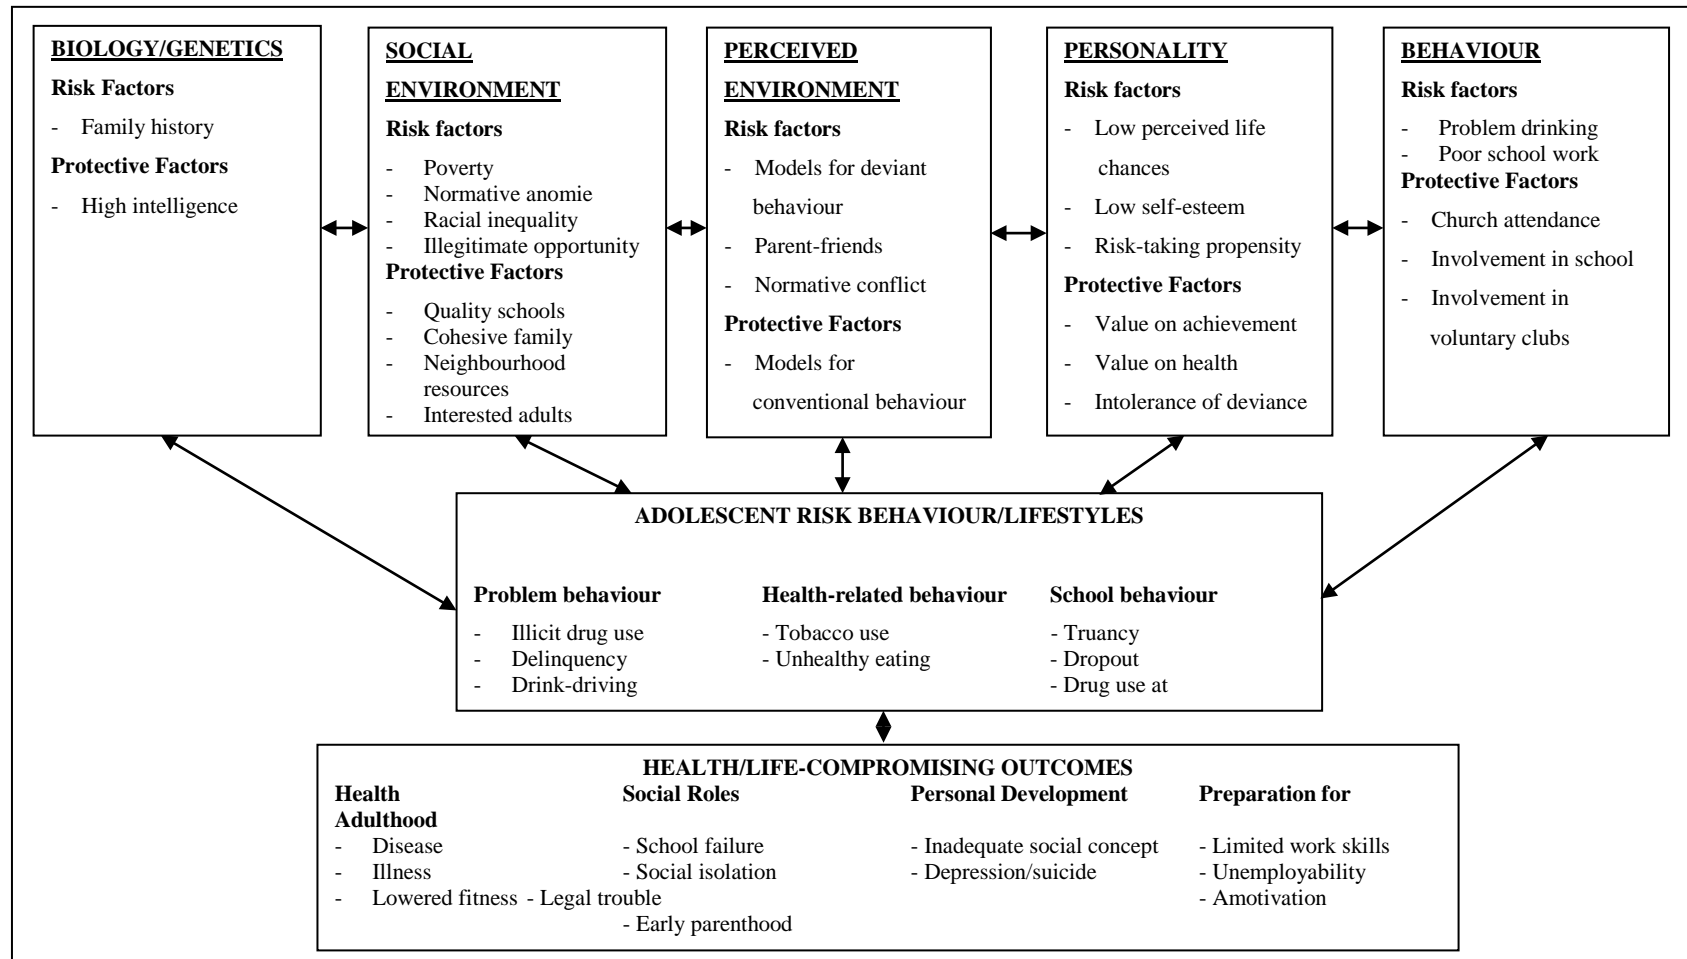 BIOLOGY/GENETICS
Risk Factors
- Family history
Protective Factors
- High intelligence
SOCIAL
ENVIRONMENT
Risk factors
- Poverty
- Normative anomie
- Racial inequality
- Illegitimate opportunity
Protective Factors
- Quality schools
- Cohesive family
- Neighbourhood
resources
- Interested adults
PERCEIVED
ENVIRONMENT
Risk factors
- Models for deviant
behaviour
- Parent-friends
- Normative conflict
Protective Factors
- Models for
conventional behaviour
PERSONALITY
Risk factors
- Low perceived life
chances
- Low self-esteem
- Risk-taking propensity
Protective Factors
- Value on achievement
- Value on health
- Intolerance of deviance
BEHAVIOUR
Risk factors
- Problem drinking
- Poor school work
Protective Factors
- Church attendance
- Involvement in school
- Involvement in
voluntary clubs
ADOLESCENT RISK BEHAVIOUR/LIFESTYLES
Problem behaviour Health-related behaviour School behaviour
- Illicit drug use - Tobacco use - Truancy
- Delinquency - Unhealthy eating - Dropout
- Drink-driving - Drug use at
HEALTH/LIFE-COMPROMISING OUTCOMES
Health Social Roles Personal Development Preparation for
Adulthood
- Disease - School failure - Inadequate social concept - Limited work skills
- Illness - Social isolation - Depression/suicide - Unemployability
- Lowered fitness - Legal trouble - Amotivation
- Early parenthood